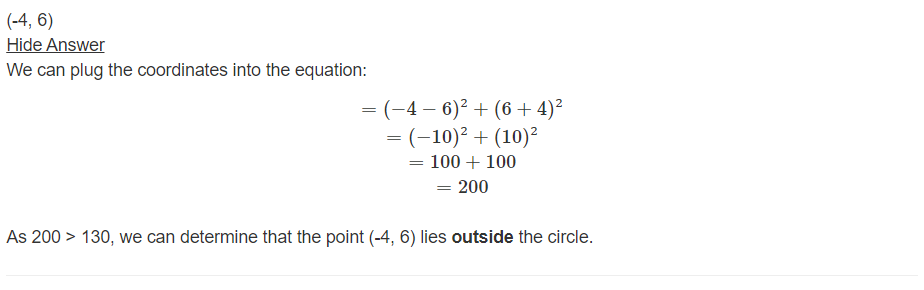 (-4, 6)
Hide Answer
We can plug the coordinates into the equation:
= (−4 − 6)² + (6 + 4)²
= (−10)² + (10)²
= 100 + 100
= 200
As 200 > 130, we can determine that the point (-4, 6) lies outside the circle.